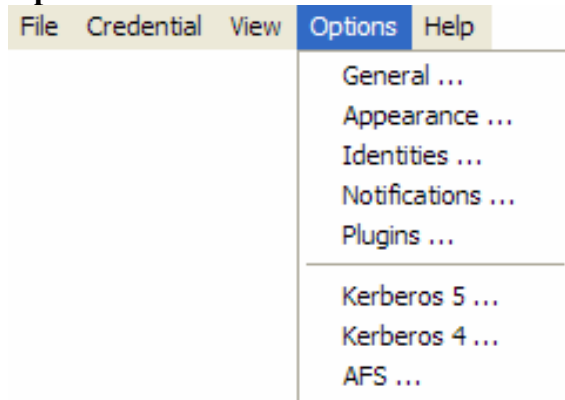 File Credential View Options Help
General ...
Appearance ...
Identities ...
Notifications ...
Plugins ...
Kerberos 5 ...
Kerberos 4 ...
AFS ...